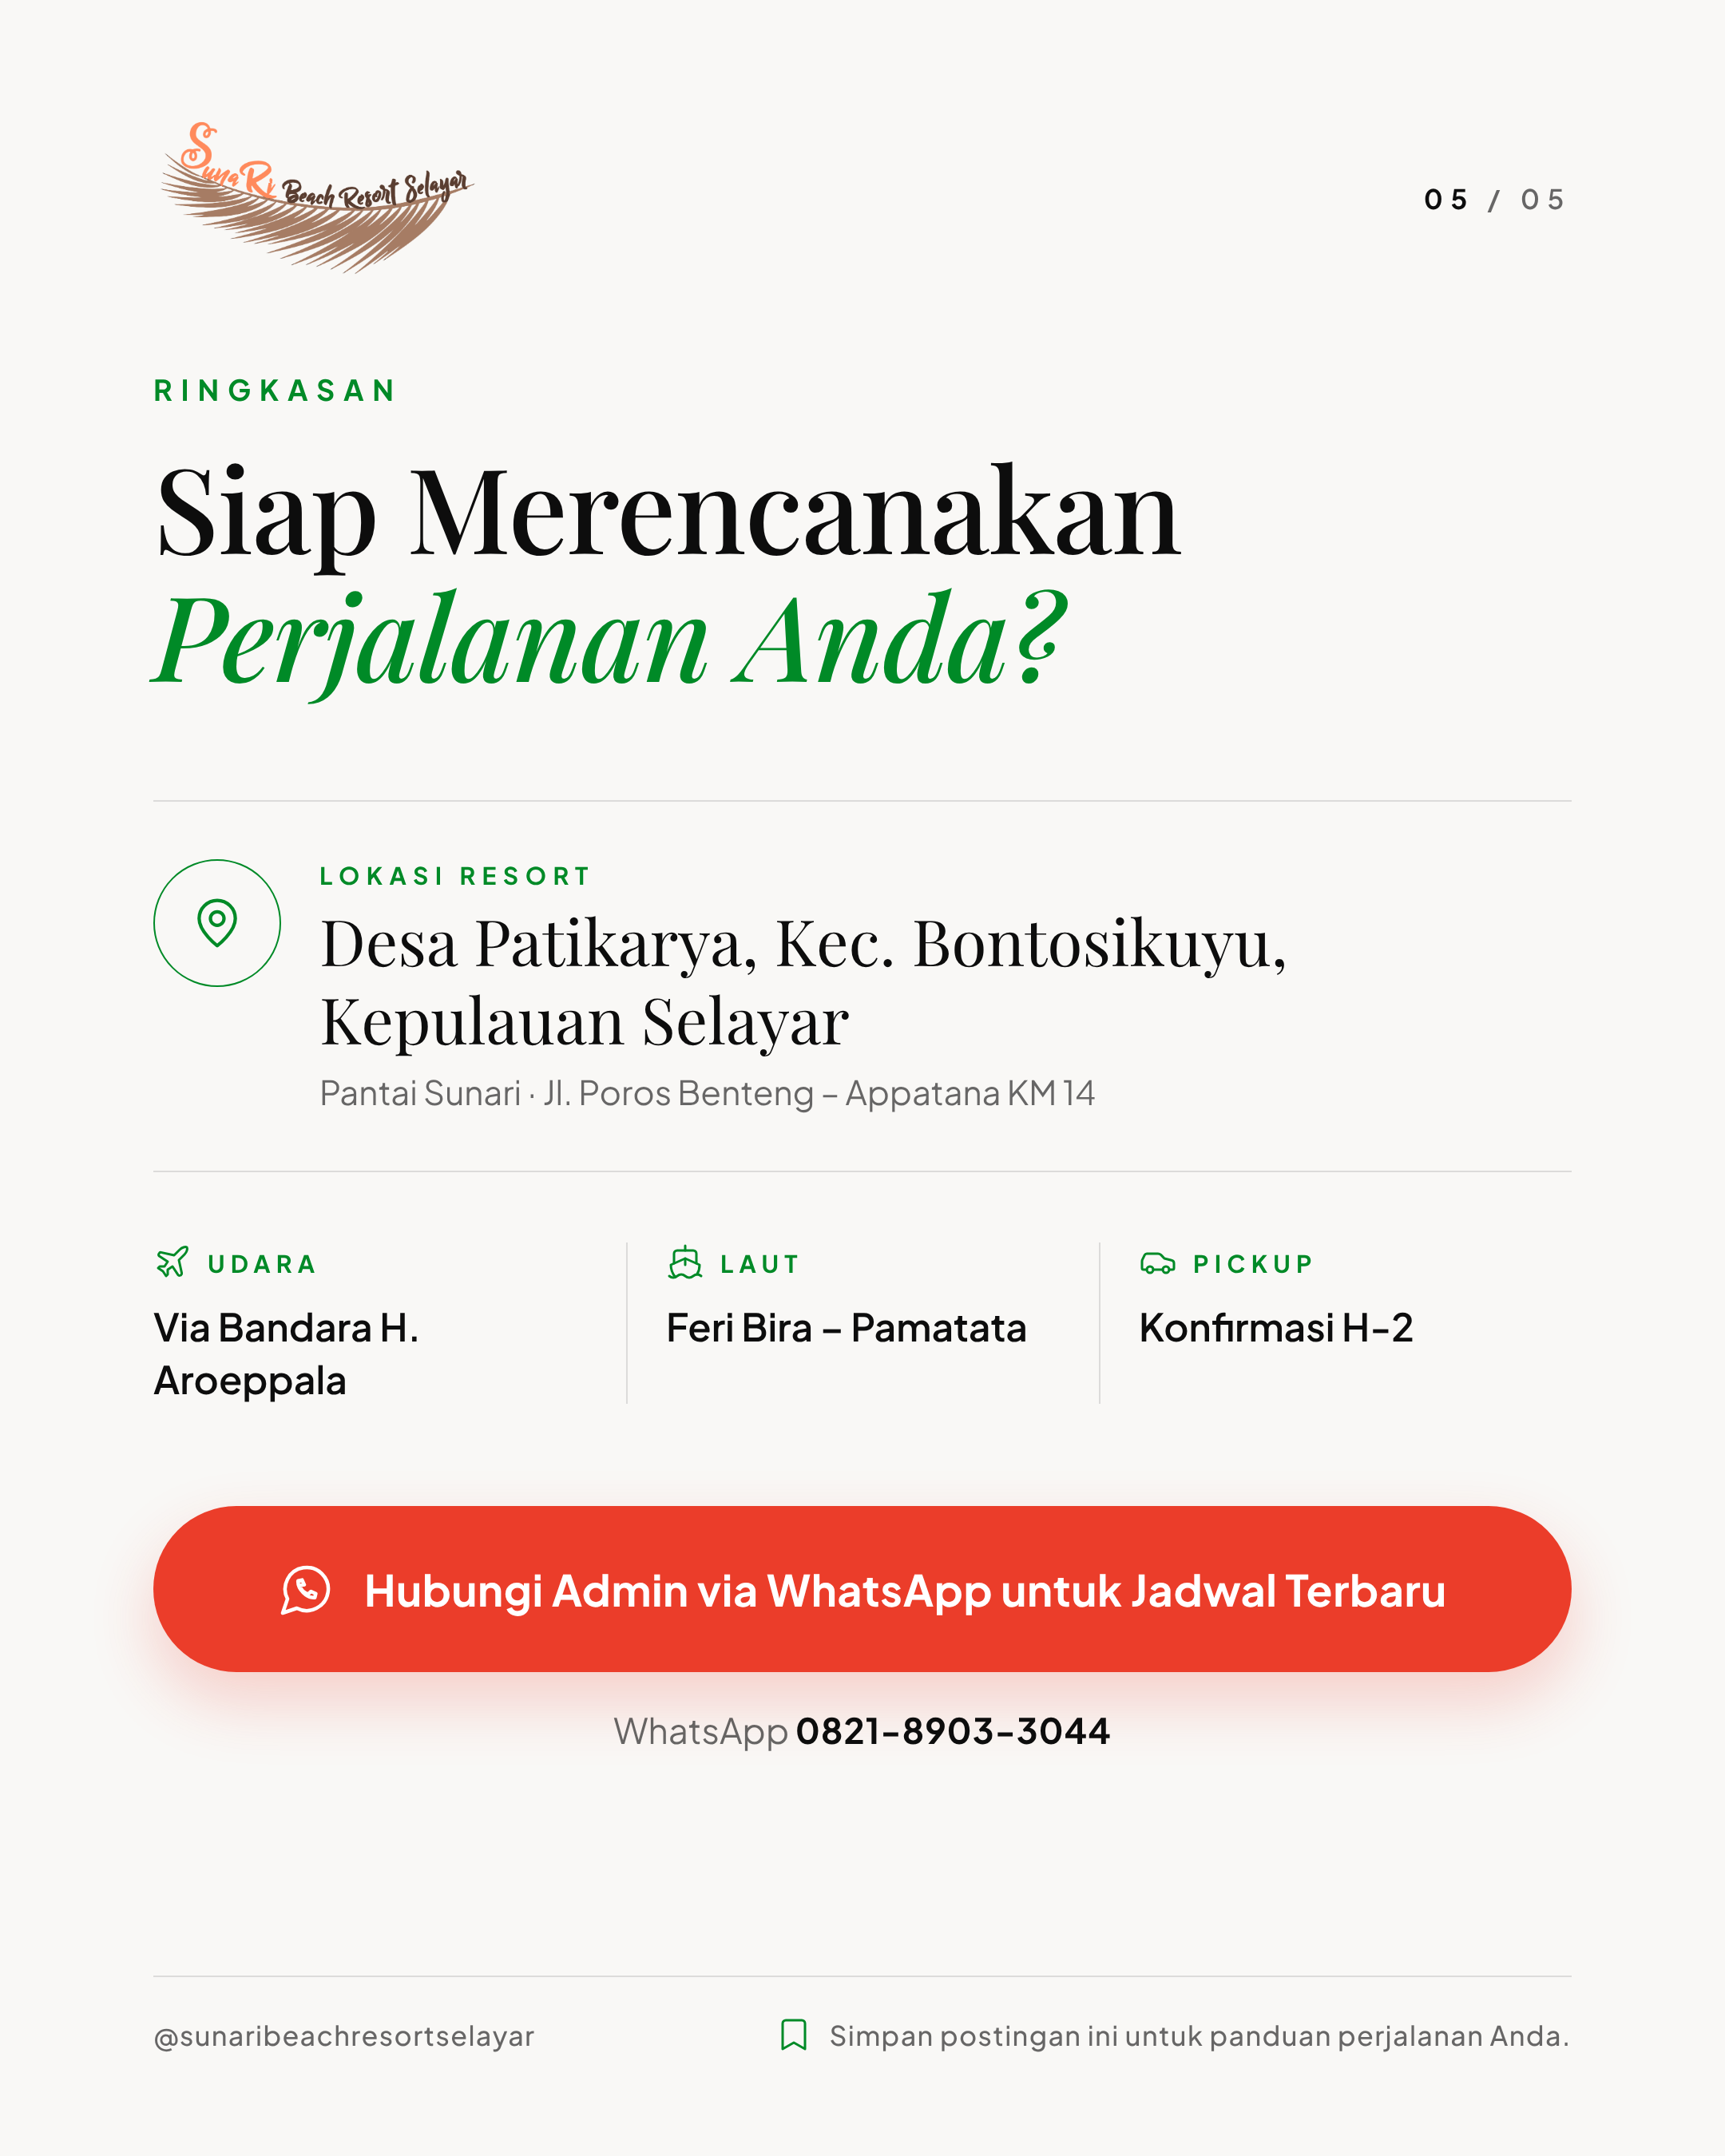 SunaRi Beach Resort Selayar
05 / 05
RINGKASAN
Siap Merencanakan
Perjalanan Anda?
LOKASI RESORT
Desa Patikarya, Kec. Bontosikuyu,
Kepulauan Selayar
Pantai Sunari · Jl. Poros Benteng – Appatana KM 14
UDARA
Via Bandara H.
Aroeppala
LAUT
Feri Bira – Pamatata
PICKUP
Konfirmasi H-2
Hubungi Admin via WhatsApp untuk Jadwal Terbaru
WhatsApp 0821-8903-3044
@sunaribeachresortselayar
Simpan postingan ini untuk panduan perjalanan Anda.